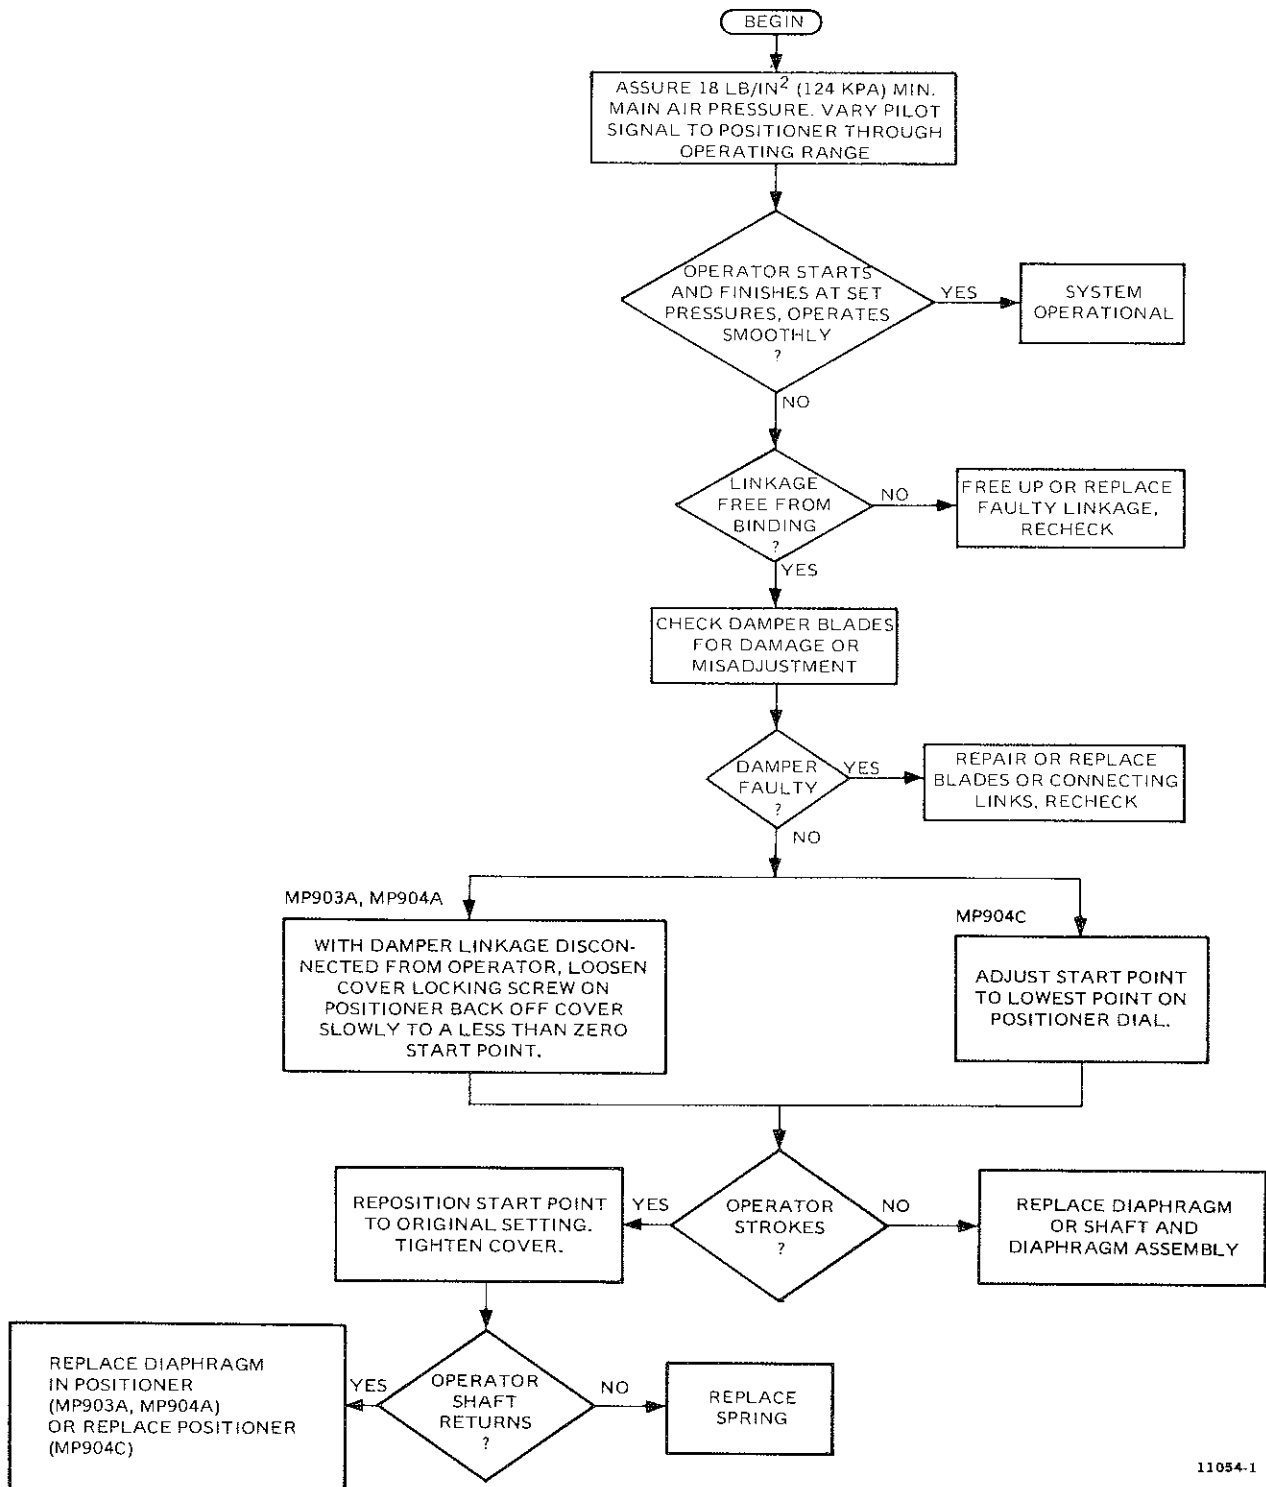 BEGIN
ASSURE 18 LB/IN² (124 KPA) MIN.
MAIN AIR PRESSURE. VARY PILOT
SIGNAL TO POSITIONER THROUGH
OPERATING RANGE
OPERATOR STARTS
AND FINISHES AT SET
PRESSURES, OPERATES
SMOOTHLY
?
YES
SYSTEM
OPERATIONAL
NO
LINKAGE
FREE FROM
BINDING
?
NO
FREE UP OR REPLACE
FAULTY LINKAGE,
RECHECK
YES
CHECK DAMPER BLADES
FOR DAMAGE OR
MISADJUSTMENT
DAMPER
FAULTY
?
YES
REPAIR OR REPLACE
BLADES OR CONNECTING
LINKS, RECHECK
NO
MP903A, MP904A
WITH DAMPER LINKAGE DISCON-
NECTED FROM OPERATOR, LOOSEN
COVER LOCKING SCREW ON
POSITIONER BACK OFF COVER
SLOWLY TO A LESS THAN ZERO
START POINT.
MP904C
ADJUST START POINT
TO LOWEST POINT ON
POSITIONER DIAL.
OPERATOR
STROKES
?
YES
REPOSITION START POINT
TO ORIGINAL SETTING.
TIGHTEN COVER.
NO
REPLACE DIAPHRAGM
OR SHAFT AND
DIAPHRAGM ASSEMBLY
OPERATOR
SHAFT
RETURNS
?
YES
REPLACE DIAPHRAGM
IN POSITIONER
(MP903A, MP904A)
OR REPLACE POSITIONER
(MP904C)
NO
REPLACE
SPRING
11054-1